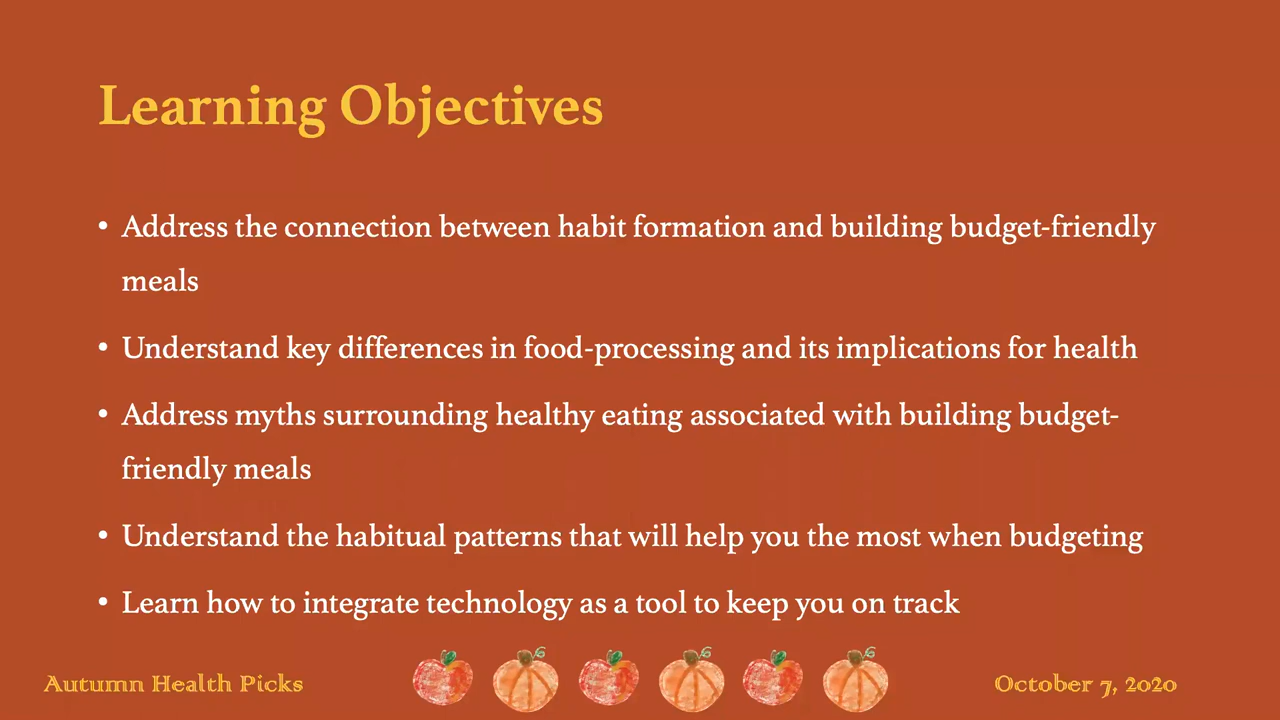 Learning Objectives
• Address the connection between habit formation and building budget-friendly
meals
• Understand key differences in food-processing and its implications for health
• Address myths surrounding healthy eating associated with building budget-
friendly meals
• Understand the habitual patterns that will help you the most when budgeting
• Learn how to integrate technology as a tool to keep you on track
Autumn Health Picks
October 7, 2020